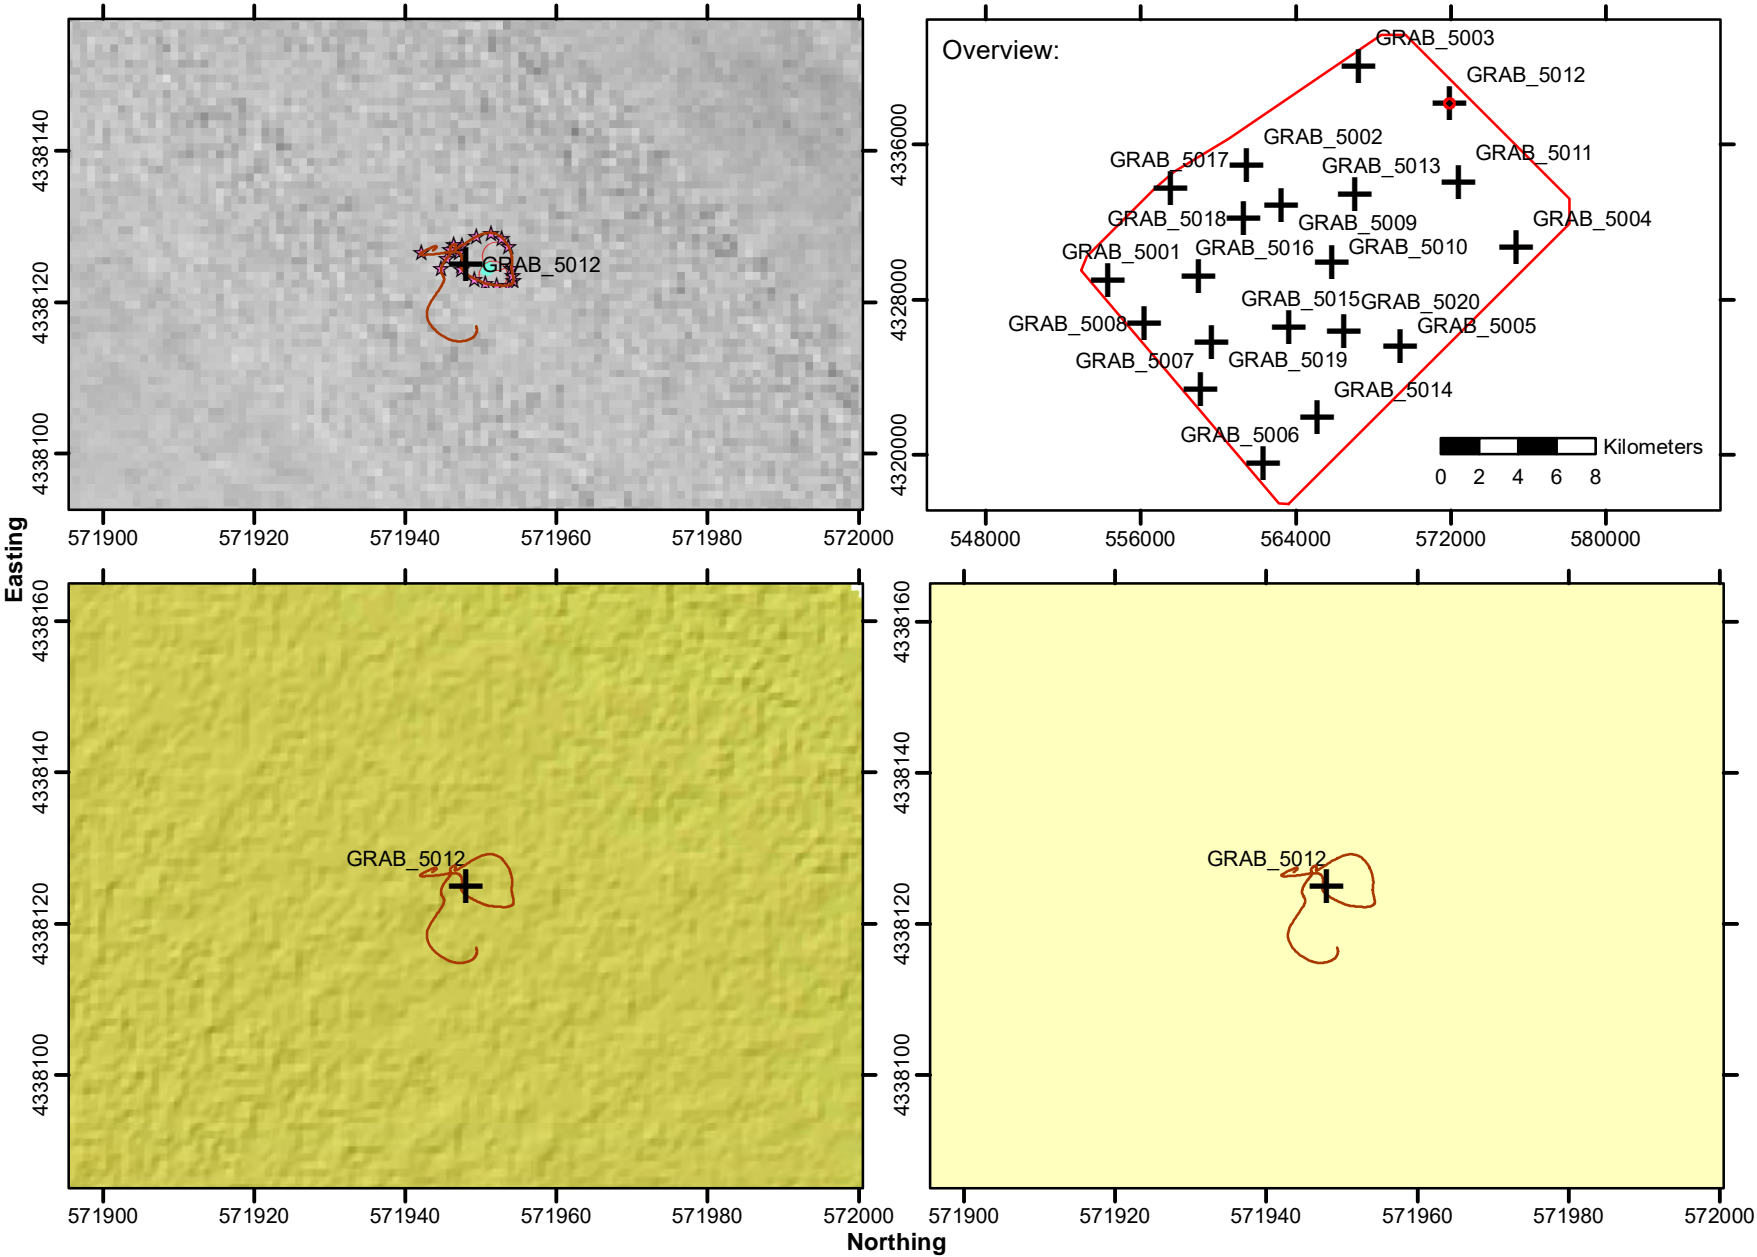 4338140
4338120
4338100
GRAB_5012
571900
571920
571940
571960
571980
572000
Overview:
4336000
4328000
4320000
GRAB_5003
GRAB_5012
GRAB_5002
GRAB_5011
GRAB_5017
GRAB_5013
GRAB_5018
GRAB_5009
GRAB_5004
GRAB_5001
GRAB_5016
GRAB_5010
GRAB_5015
GRAB_5020
GRAB_5008
GRAB_5005
GRAB_5007
GRAB_5019
GRAB_5014
GRAB_5006
Kilometers
0 2 4 6 8
548000
556000
564000
572000
580000
Easting
4338160
4338140
4338120
4338100
GRAB_5012
571900
571920
571940
571960
571980
572000
4338160
4338140
4338120
4338100
GRAB_5012
571900
571920
571940
571960
571980
572000
Northing